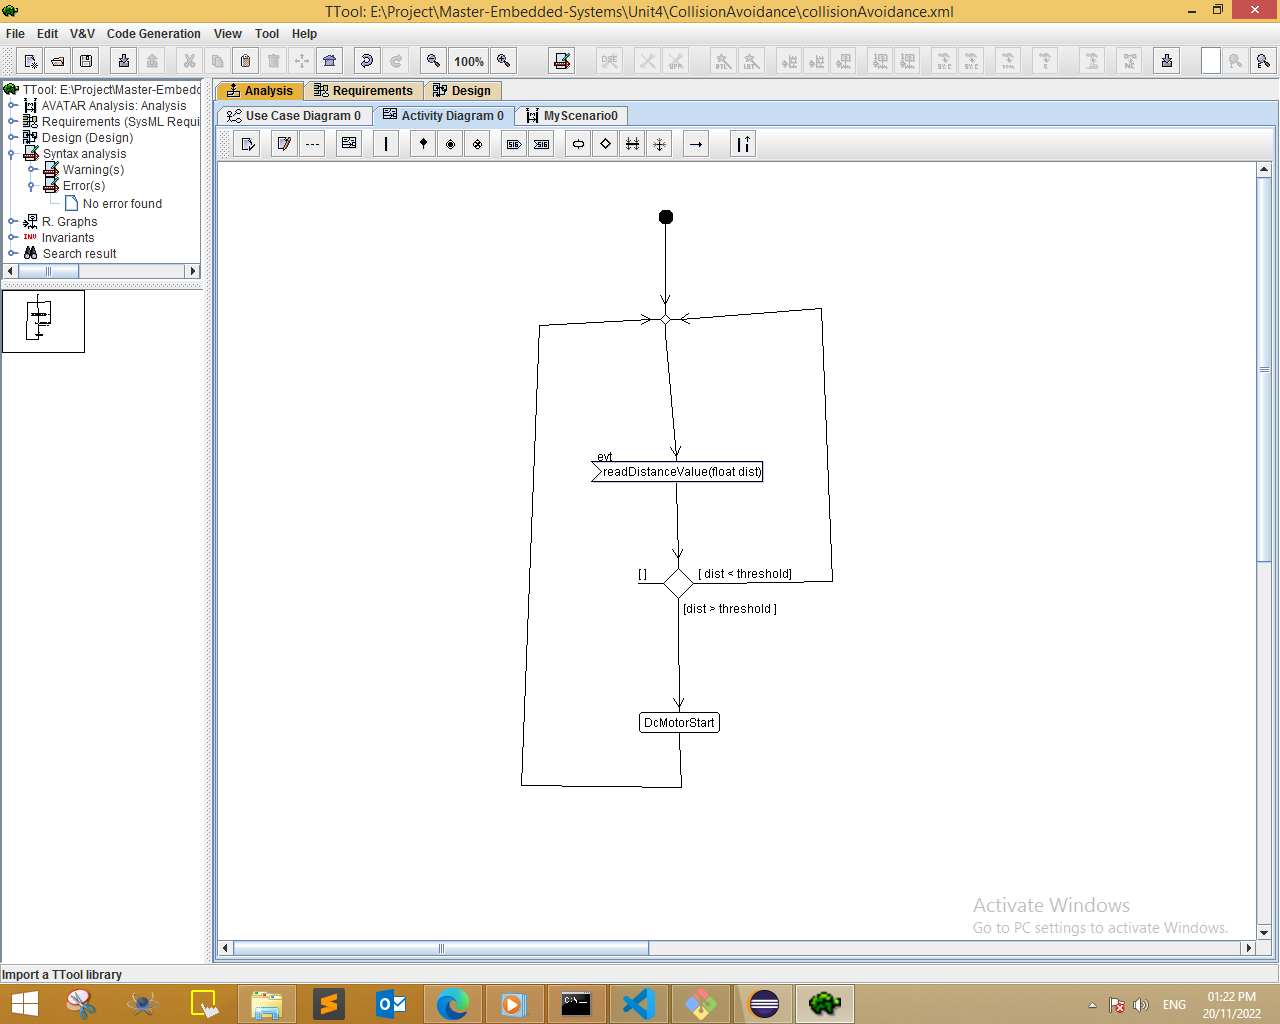 TTool: E:\Project\Master-Embedded-Systems\Unit4\CollisionAvoidance\collisionAvoidance.xml
File Edit V&V Code Generation View Tool Help
100%
TTool: E:\Project\Master-Embedd
AVATAR Analysis: Analysis
Requirements (SysML Requi
Design (Design)
Syntax analysis
Warning(s)
Error(s)
No error found
R. Graphs
INV Invariants
Search result
Analysis Requirements Design
Use Case Diagram 0 Activity Diagram 0 MyScenario0
SIG SIG
evt
readDistanceValue(float dist)
[ ] [ dist < threshold]
[dist > threshold ]
DcMotorStart
Activate Windows
Go to PC settings to activate Windows.
Import a TTool library
C:\
ENG
01:22 PM
20/11/2022